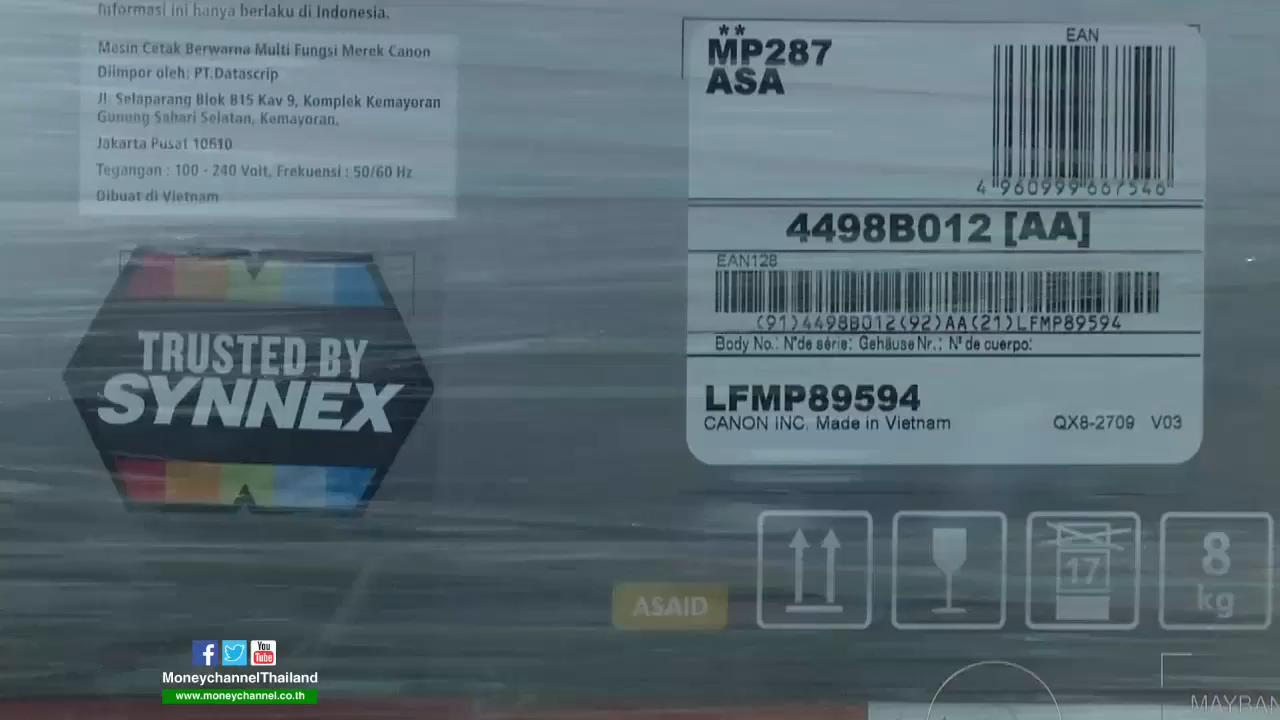 Informasi ini hanya berlaku di Indonesia.
Mesin Cetak Berwarna Multi Fungsi Merek Canon
Diimpor oleh: PT.Datascrip
Jl. Selaparang Blok B15 Kav 9, Komplek Kemayoran
Gunung Sahari Selatan, Kemayoran.
Jakarta Pusat 10610
Tegangan : 100 - 240 Volt, Frekuensi : 50/60 Hz
Dibuat di Vietnam
TRUSTED BY
SYNNEX
**
MP287
ASA
EAN
4 960999 667546
4498B012 [AA]
EAN128
(91)4498B012(92)AA(21)LFMP89594
Body No.: N°de série: Gehäuse Nr.: N° de cuerpo:
LFMP89594
CANON INC. Made in Vietnam
QX8-2709 V03
17
8
kg
ASAID
You
Tube
MoneychannelThailand
www.moneychannel.co.th